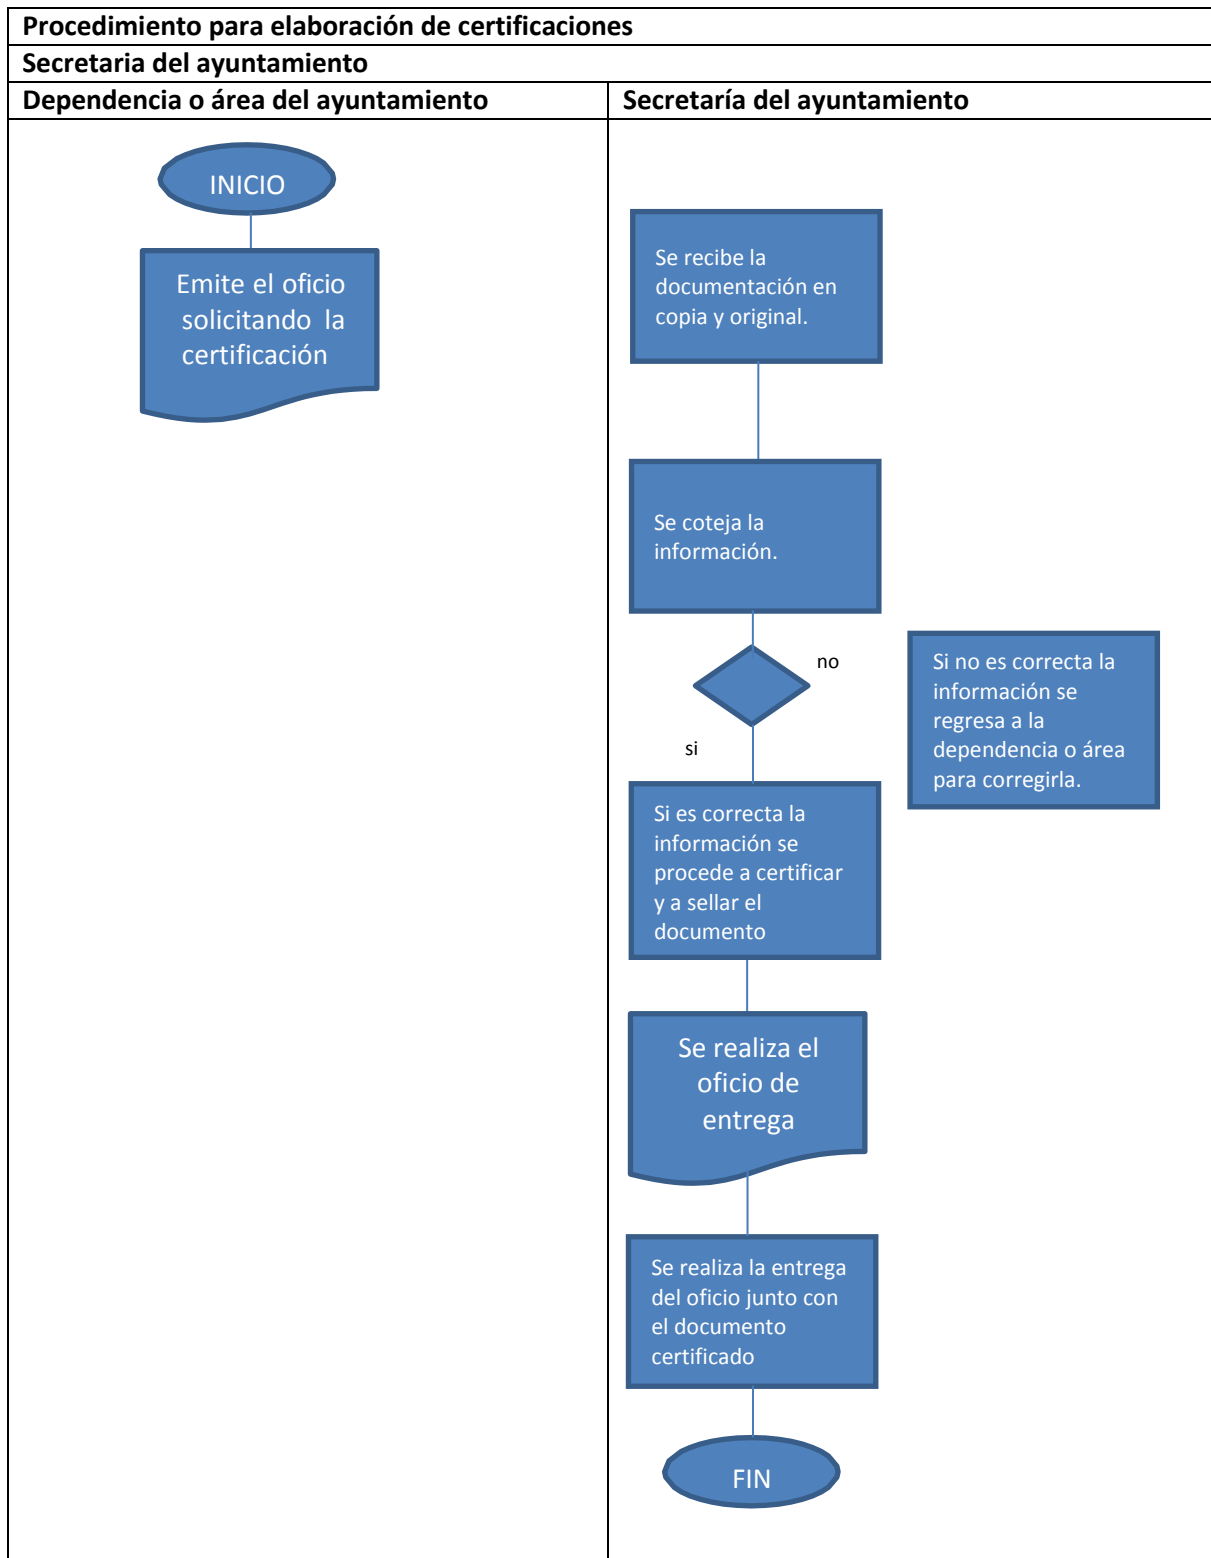 Procedimiento para elaboración de certificaciones
Secretaria del ayuntamiento
Dependencia o área del ayuntamiento
Secretaría del ayuntamiento
INICIO
Emite el oficio
solicitando la
certificación
Se recibe la
documentación en
copia y original.
Se coteja la
información.
no
si
Si no es correcta la
información se
regresa a la
dependencia o área
para corregirla.
Si es correcta la
información se
procede a certificar
y a sellar el
documento
Se realiza el
oficio de
entrega
Se realiza la entrega
del oficio junto con
el documento
certificado
FIN